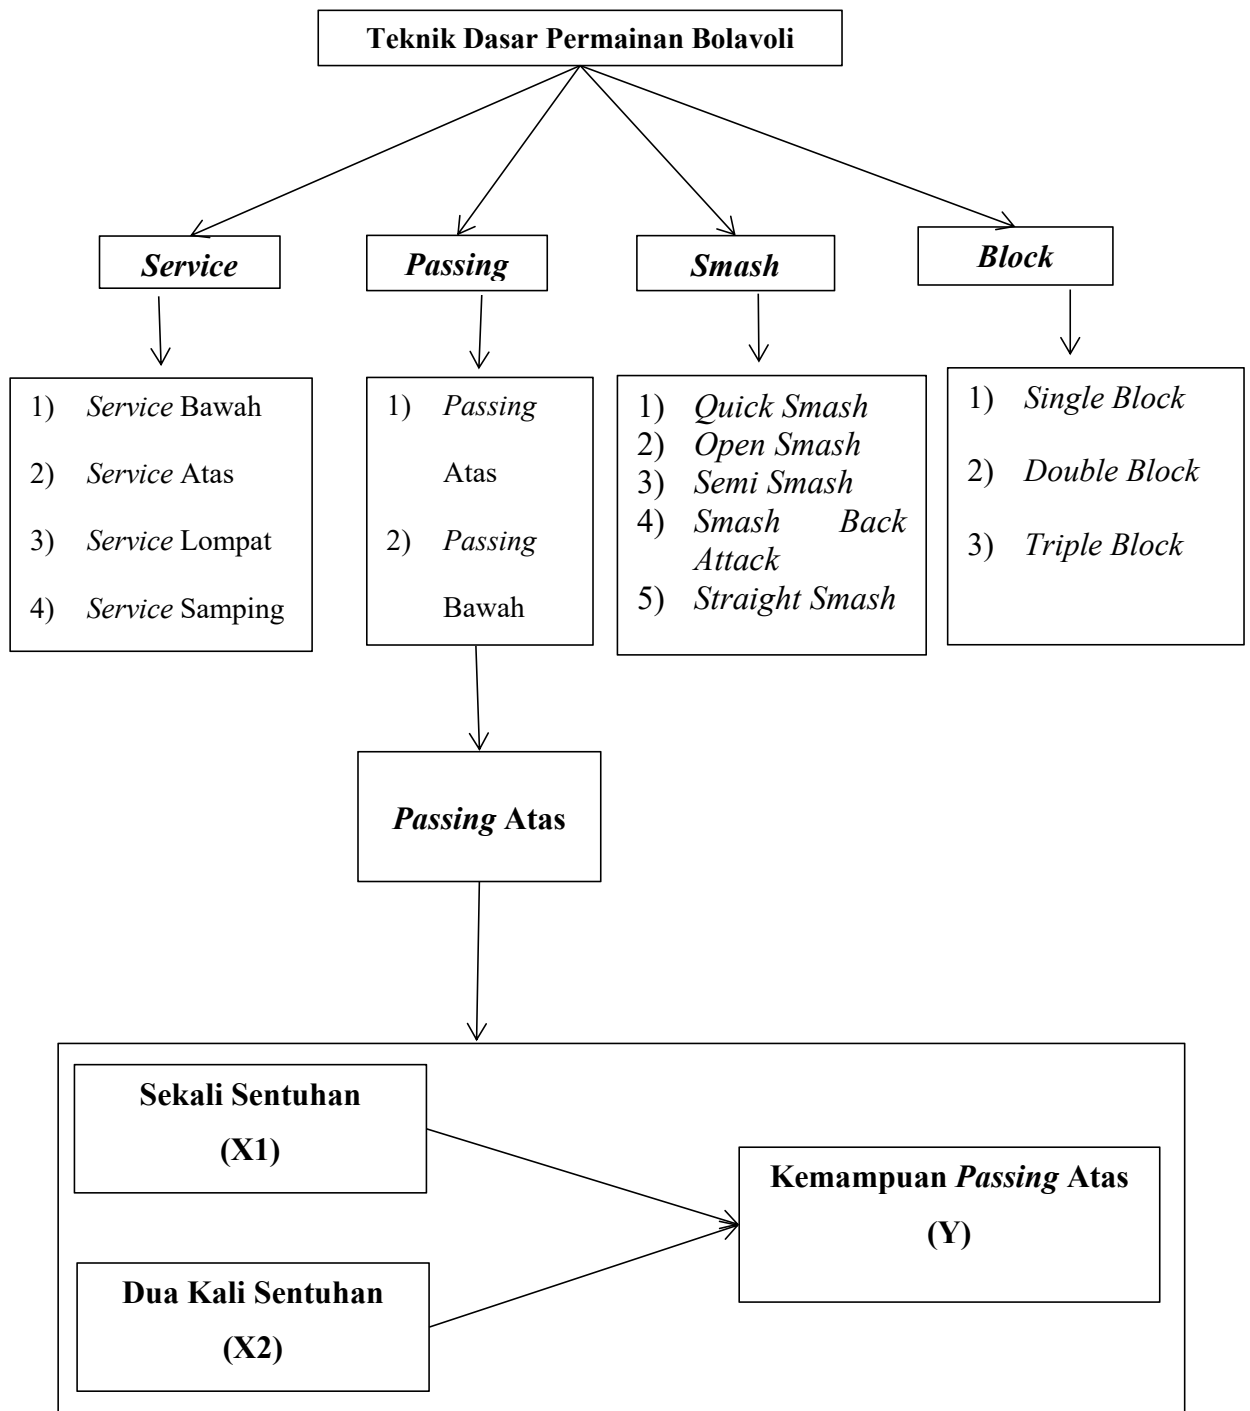 Teknik Dasar Permainan Bolavoli
Service
Passing
Smash
Block
1) Service Bawah
2) Service Atas
3) Service Lompat
4) Service Samping
1) Passing
Atas
2) Passing
Bawah
1) Quick Smash
2) Open Smash
3) Semi Smash
4) Smash Back
Attack
5) Straight Smash
1) Single Block
2) Double Block
3) Triple Block
Passing Atas
Sekali Sentuhan
(X1)
Kemampuan Passing Atas
(Y)
Dua Kali Sentuhan
(X2)